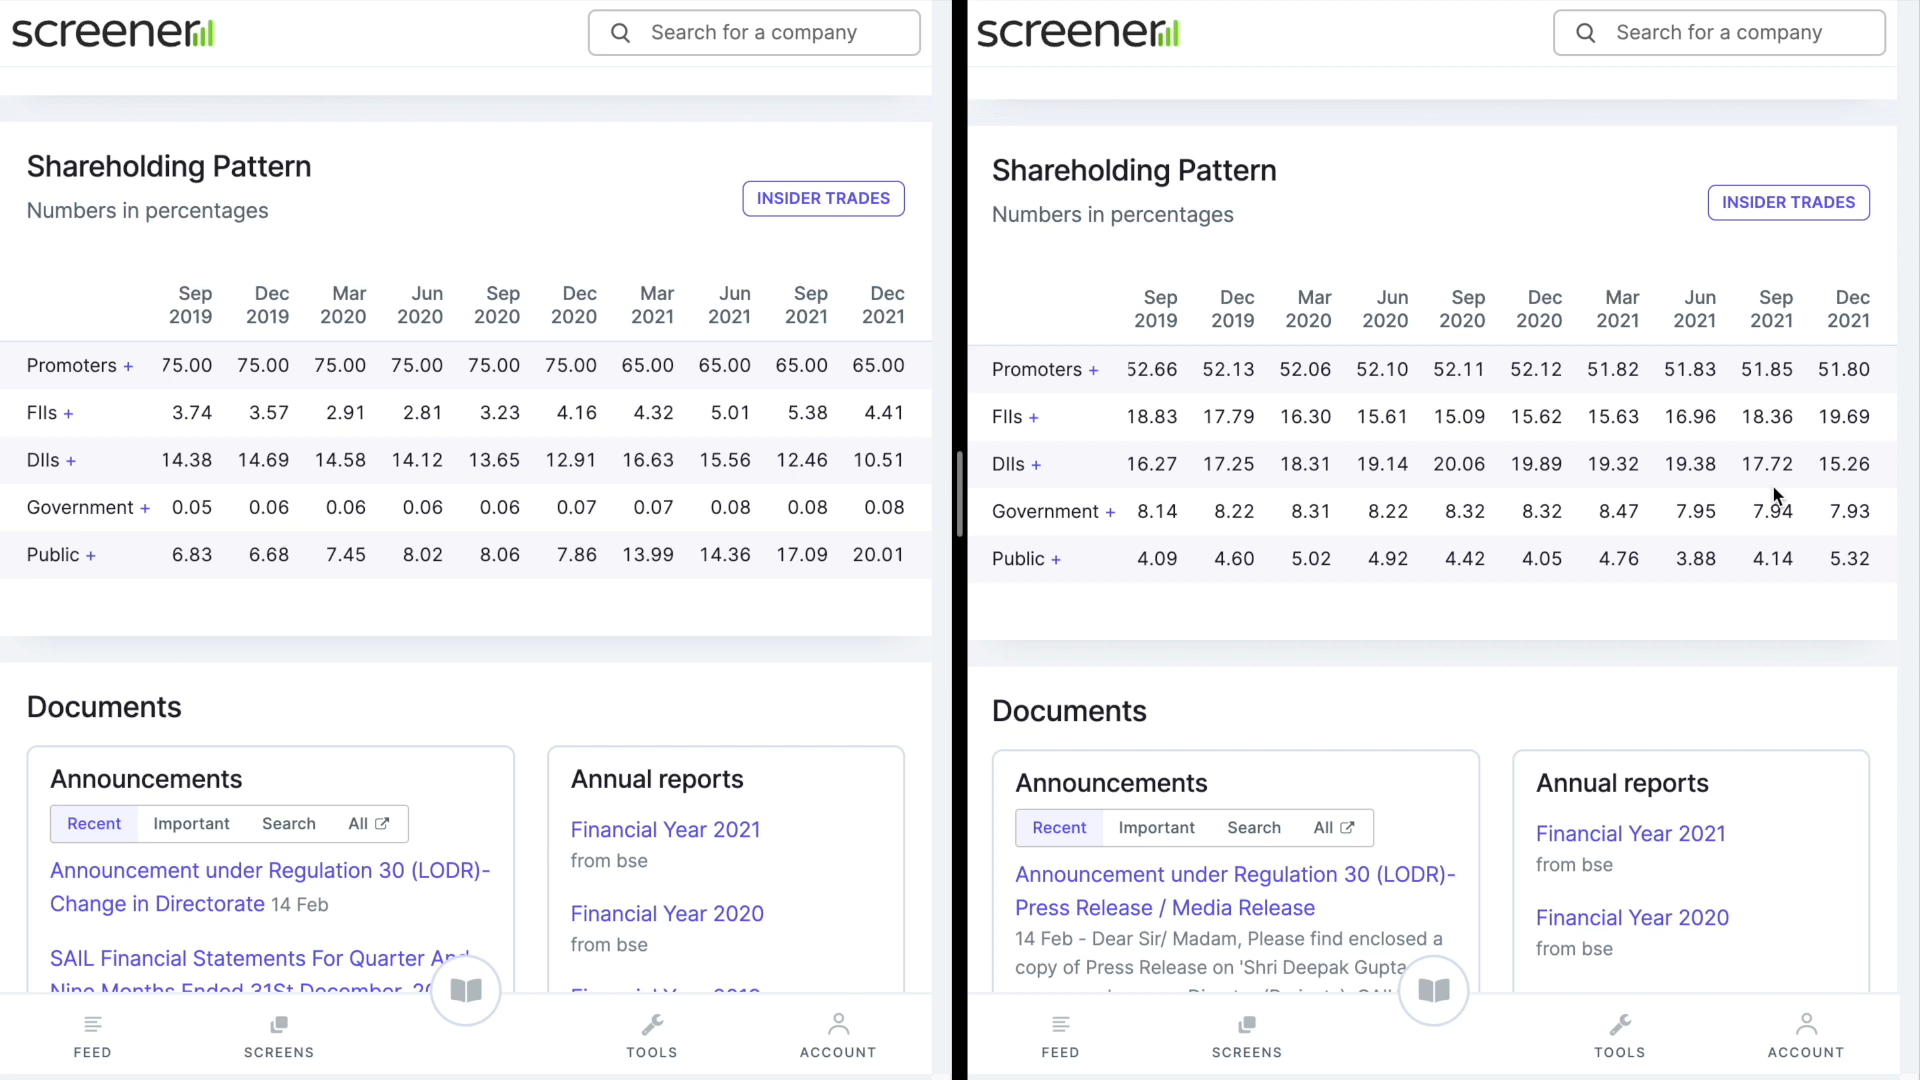 screener
Search for a company
Shareholding Pattern
Numbers in percentages
INSIDER TRADES
Sep 2019 Dec 2019 Mar 2020 Jun 2020 Sep 2020 Dec 2020 Mar 2021 Jun 2021 Sep 2021 Dec 2021
Promoters + 75.00 75.00 75.00 75.00 75.00 75.00 65.00 65.00 65.00 65.00
FIIs + 3.74 3.57 2.91 2.81 3.23 4.16 4.32 5.01 5.38 4.41
DIIs + 14.38 14.69 14.58 14.12 13.65 12.91 16.63 15.56 12.46 10.51
Government + 0.05 0.06 0.06 0.06 0.06 0.07 0.07 0.08 0.08 0.08
Public + 6.83 6.68 7.45 8.02 8.06 7.86 13.99 14.36 17.09 20.01
Documents
Announcements
Recent Important Search All
Announcement under Regulation 30 (LODR)-
Change in Directorate 14 Feb
SAIL Financial Statements For Quarter And
Nine Months Ended 31St December, 20
Annual reports
Financial Year 2021
from bse
Financial Year 2020
from bse
FEED SCREENS TOOLS ACCOUNT
screener
Search for a company
Shareholding Pattern
Numbers in percentages
INSIDER TRADES
Sep 2019 Dec 2019 Mar 2020 Jun 2020 Sep 2020 Dec 2020 Mar 2021 Jun 2021 Sep 2021 Dec 2021
Promoters + 52.66 52.13 52.06 52.10 52.11 52.12 51.82 51.83 51.85 51.80
FIIs + 18.83 17.79 16.30 15.61 15.09 15.62 15.63 16.96 18.36 19.69
DIIs + 16.27 17.25 18.31 19.14 20.06 19.89 19.32 19.38 17.72 15.26
Government + 8.14 8.22 8.31 8.22 8.32 8.32 8.47 7.95 7.94 7.93
Public + 4.09 4.60 5.02 4.92 4.42 4.05 4.76 3.88 4.14 5.32
Documents
Announcements
Recent Important Search All
Announcement under Regulation 30 (LODR)-
Press Release / Media Release
14 Feb - Dear Sir/ Madam, Please find enclosed a
copy of Press Release on 'Shri Deepak Gupta
Annual reports
Financial Year 2021
from bse
Financial Year 2020
from bse
FEED SCREENS TOOLS ACCOUNT